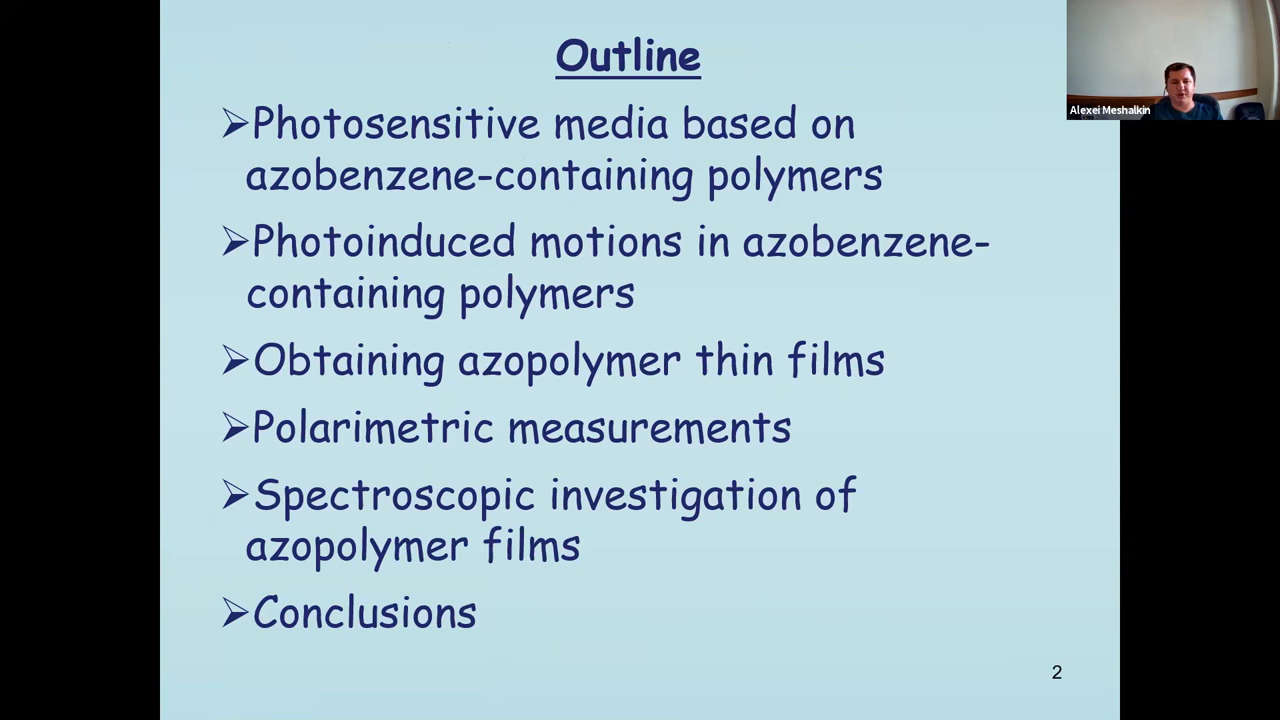 Outline
➢Photosensitive media based on
azobenzene-containing polymers
➢Photoinduced motions in azobenzene-
containing polymers
➢Obtaining azopolymer thin films
➢Polarimetric measurements
➢Spectroscopic investigation of
azopolymer films
➢Conclusions
2
Alexei Meshalkin